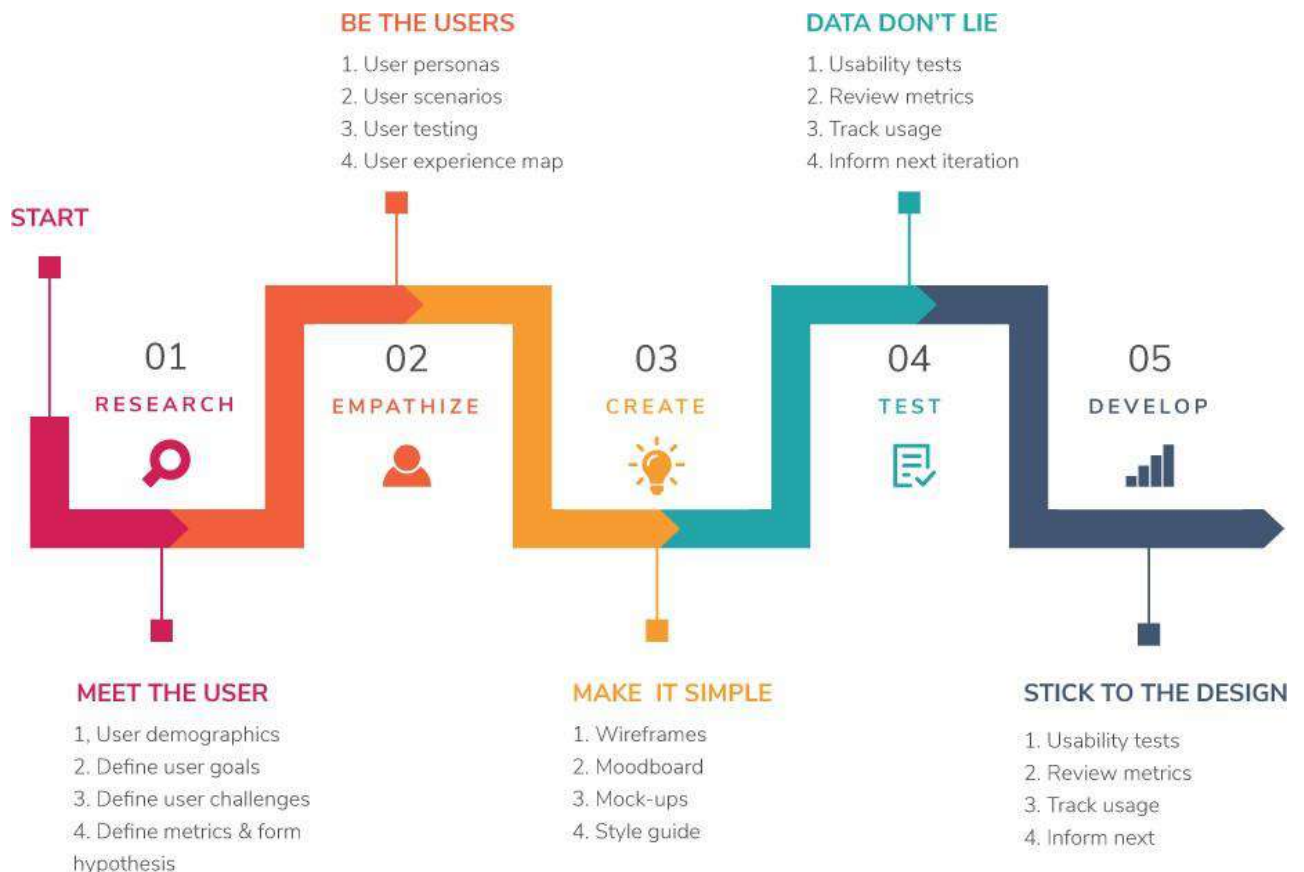 BE THE USERS
1. User personas
2. User scenarios
3. User testing
4. User experience map
DATA DON'T LIE
1. Usability tests
2. Review metrics
3. Track usage
4. Inform next iteration
START
01
RESEARCH
02
EMPATHIZE
03
CREATE
04
TEST
05
DEVELOP
MEET THE USER
1, User demographics
2. Define user goals
3. Define user challenges
4. Define metrics & form
hypothesis
MAKE IT SIMPLE
1. Wireframes
2. Moodboard
3. Mock-ups
4. Style guide
STICK TO THE DESIGN
1. Usability tests
2. Review metrics
3. Track usage
4. Inform next